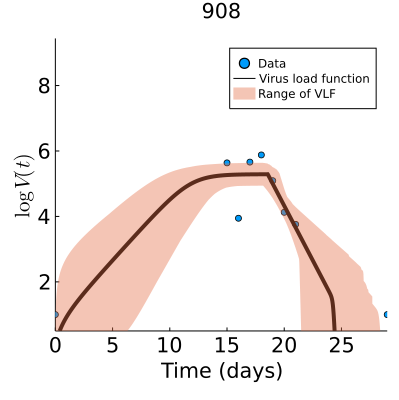 908
Data
Virus load function
Range of VLF
log V(t)
8
6
4
2
0 5 10 15 20 25
Time (days)